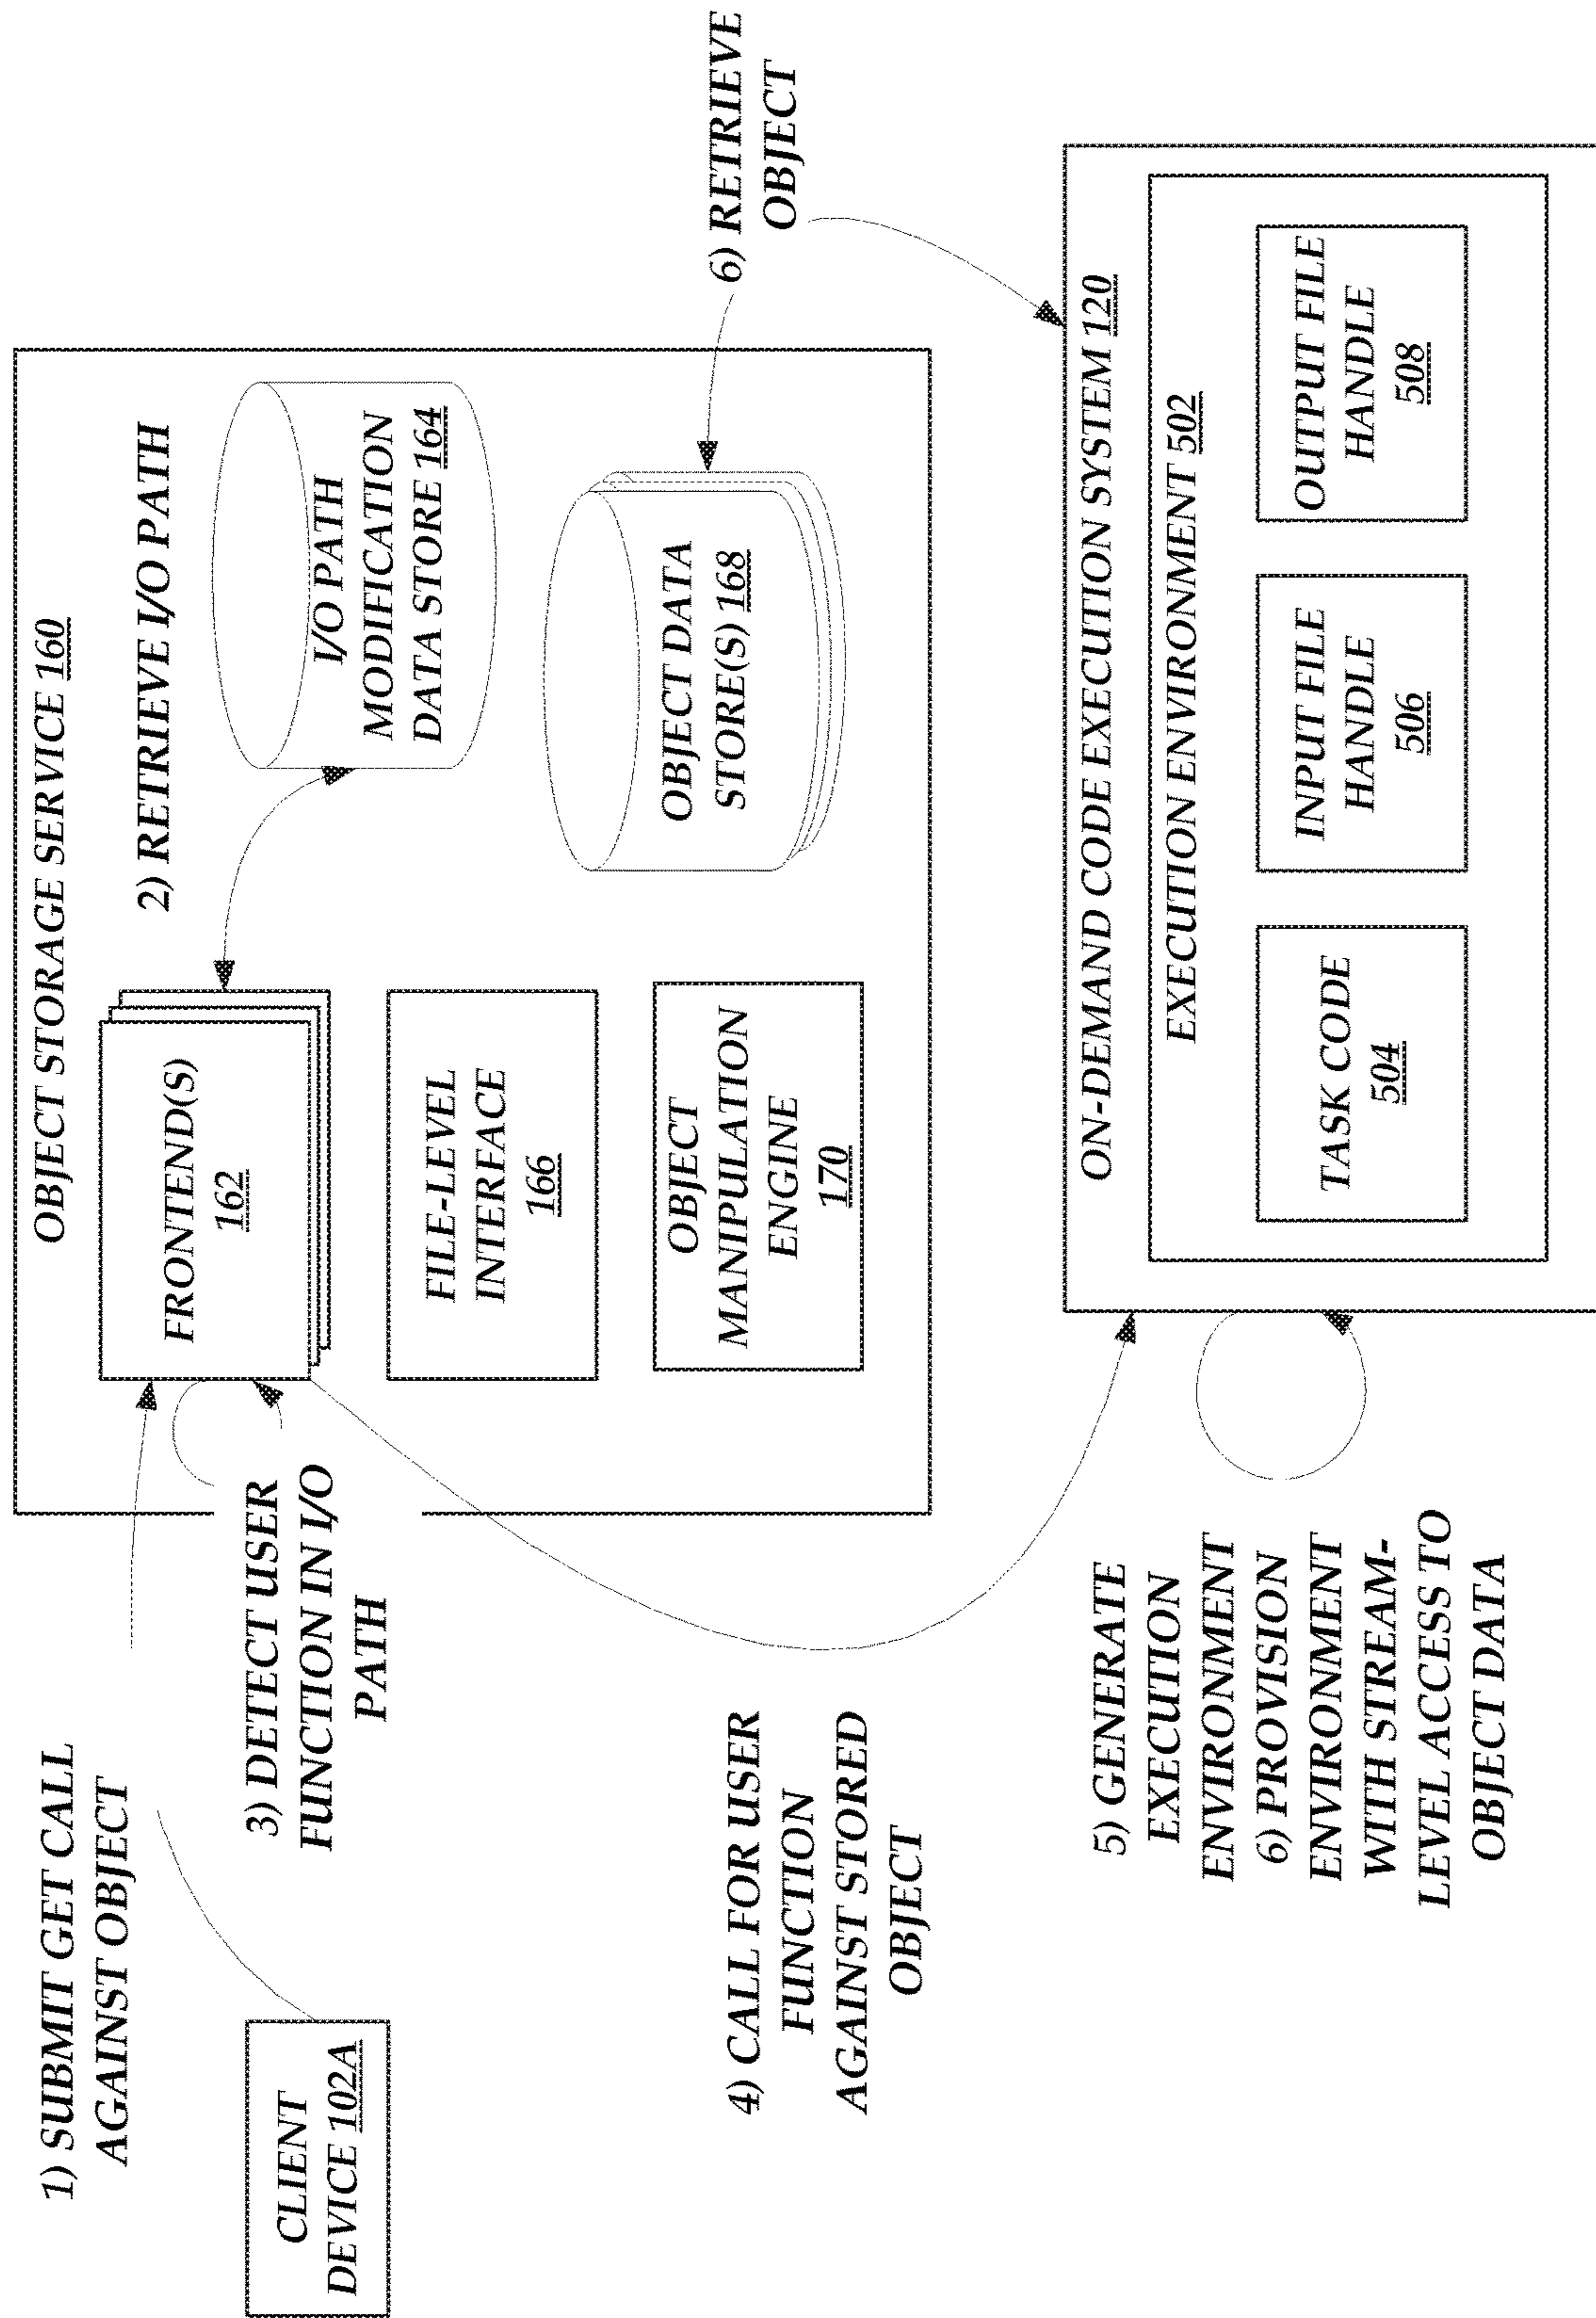 1) SUBMIT GET CALL
AGAINST OBJECT
CLIENT
DEVICE 102A
OBJECT STORAGE SERVICE 160
FRONTEND(S)
162
2) RETRIEVE I/O PATH
I/O PATH
MODIFICATION
DATA STORE 164
3) DETECT USER
FUNCTION IN I/O
PATH
FILE-LEVEL
INTERFACE
166
OBJECT DATA
STORE(S) 168
OBJECT
MANIPULATION
ENGINE
170
6) RETRIEVE
OBJECT
4) CALL FOR USER
FUNCTION
AGAINST STORED
OBJECT
ON-DEMAND CODE EXECUTION SYSTEM 120
EXECUTION ENVIRONMENT 502
TASK CODE
504
INPUT FILE
HANDLE
506
OUTPUT FILE
HANDLE
508
5) GENERATE
EXECUTION
ENVIRONMENT
6) PROVISION
ENVIRONMENT
WITH STREAM-
LEVEL ACCESS TO
OBJECT DATA